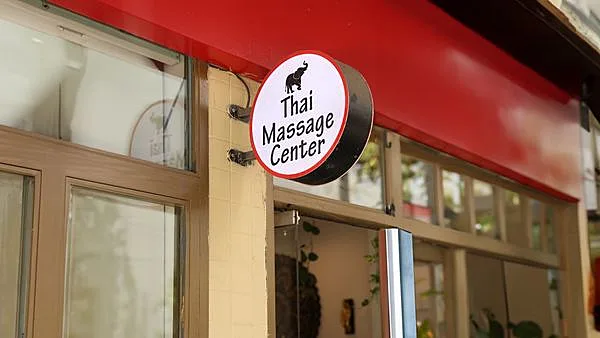 Thai
Massage
Center